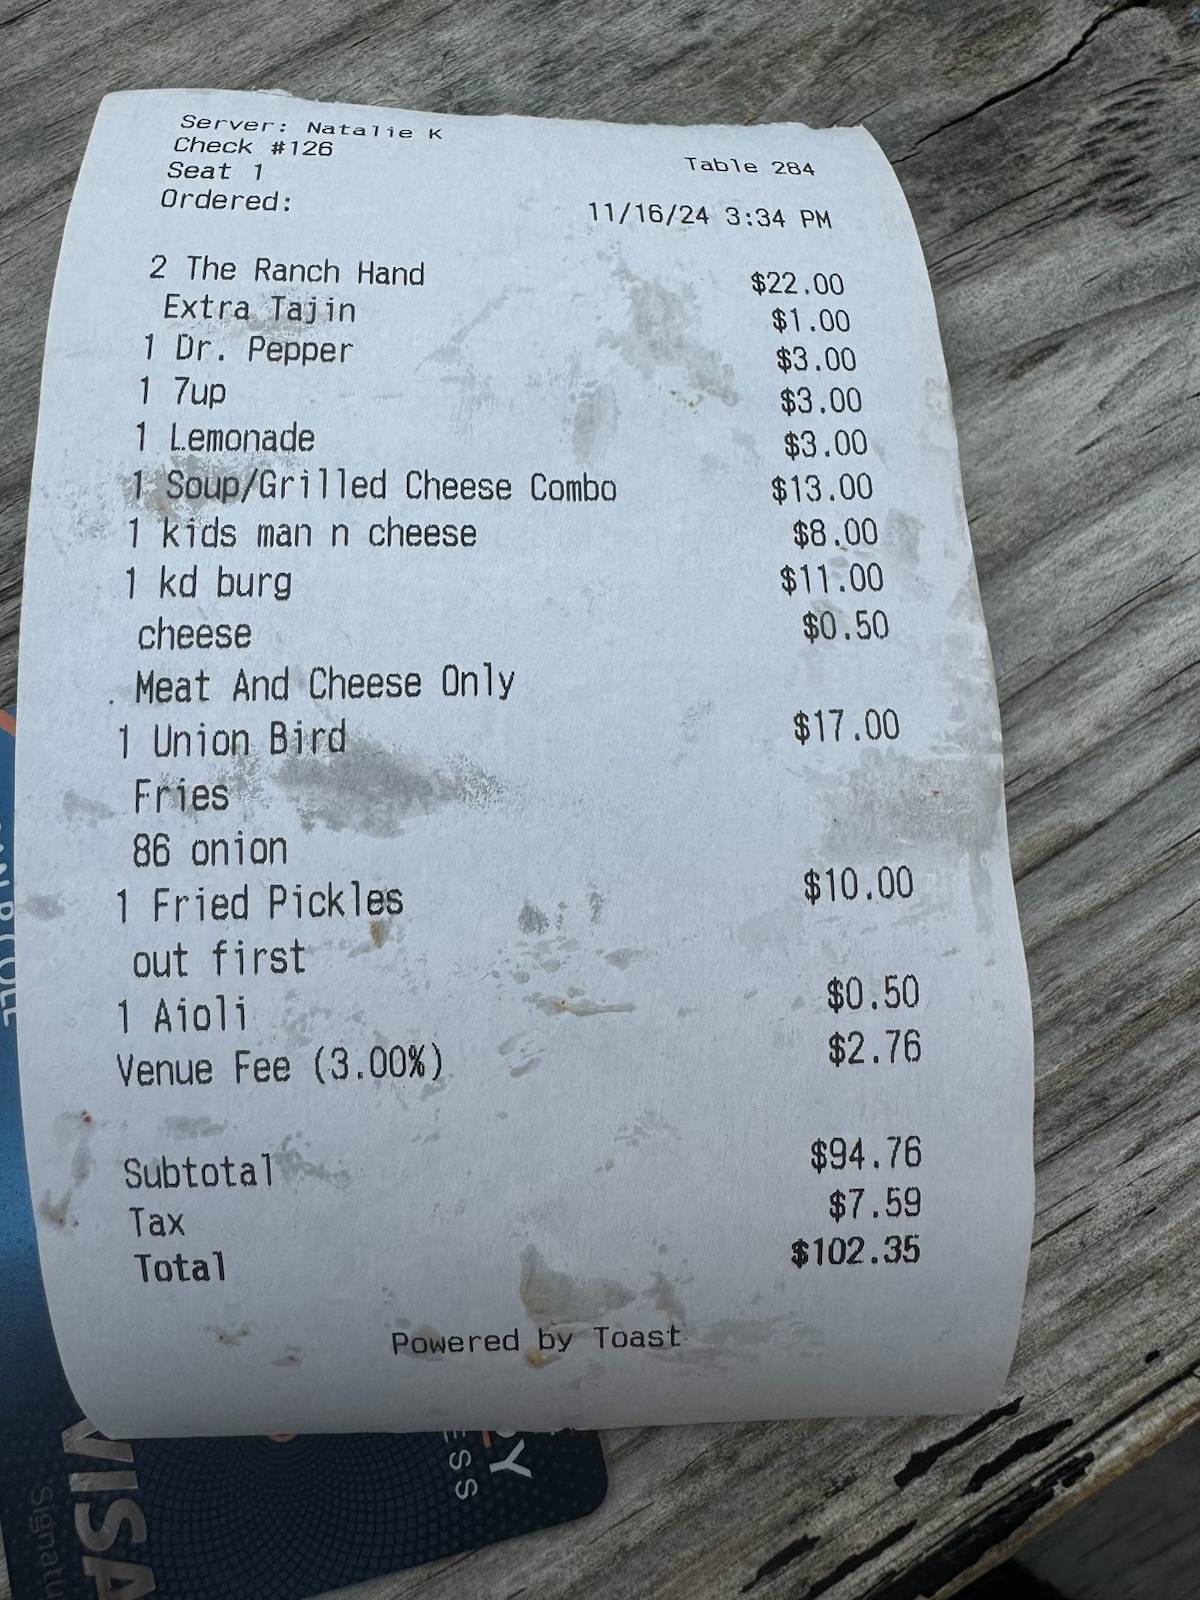 Server: Natalie K
Check #126
Table 284
Seat 1
Ordered:
11/16/24 3:34 PM
2 The Ranch Hand $22.00
Extra Tajin $1.00
1 Dr. Pepper $3.00
1 7up $3.00
1 Lemonade $3.00
1 Soup/Grilled Cheese Combo $13.00
1 kids man n cheese $8.00
1 kd burg $11.00
cheese $0.50
Meat And Cheese Only
1 Union Bird $17.00
Fries
86 onion
1 Fried Pickles $10.00
out first
1 Aioli $0.50
Venue Fee (3.00%) $2.76
Subtotal $94.76
Tax $7.59
Total $102.35
Powered by Toast
VISA